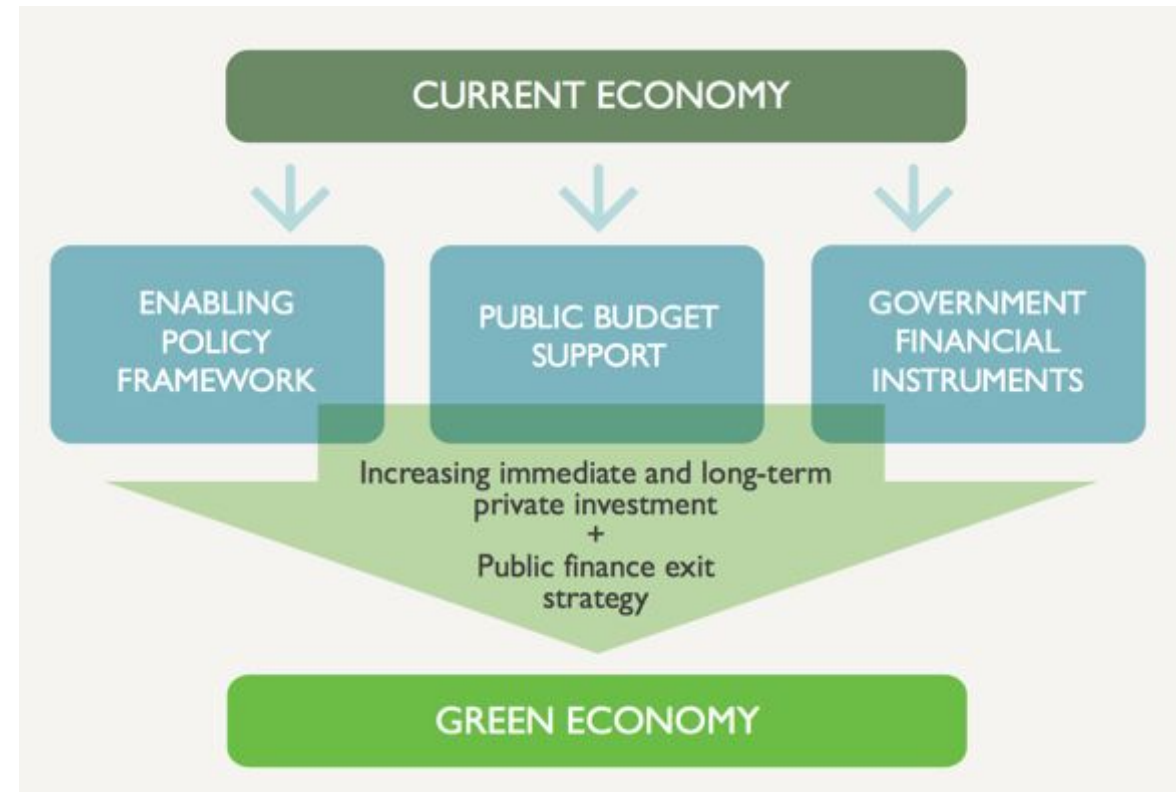 CURRENT ECONOMY
ENABLING
POLICY
FRAMEWORK
PUBLIC BUDGET
SUPPORT
GOVERNMENT
FINANCIAL
INSTRUMENTS
Increasing immediate and long-term
private investment
+
Public finance exit
strategy
GREEN ECONOMY